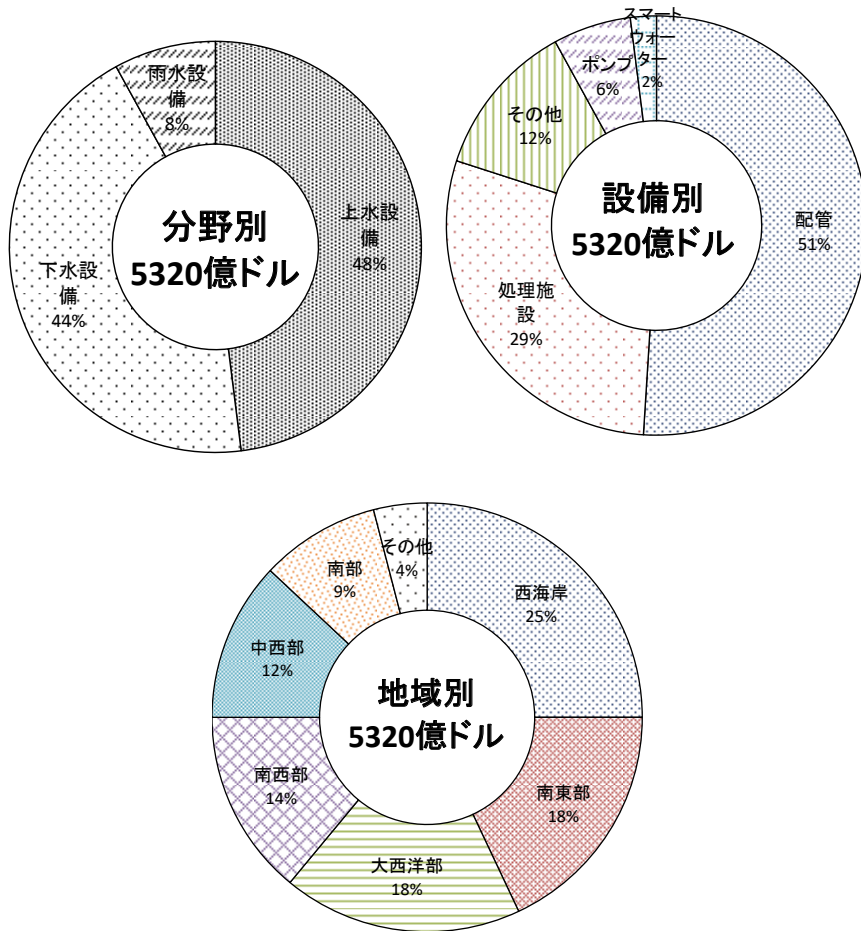 雨水設
備
8%
上水設
備
48%
下水設
備
44%
分野別
5320億ドル
スマート
ウォー
ター
2%
ポンプ
6%
その他
12%
配管
51%
処理施
設
29%
設備別
5320億ドル
その他
4%
南部
9%
西海岸
25%
中西部
12%
地域別
5320億ドル
南西部
14%
南東部
18%
大西洋部
18%